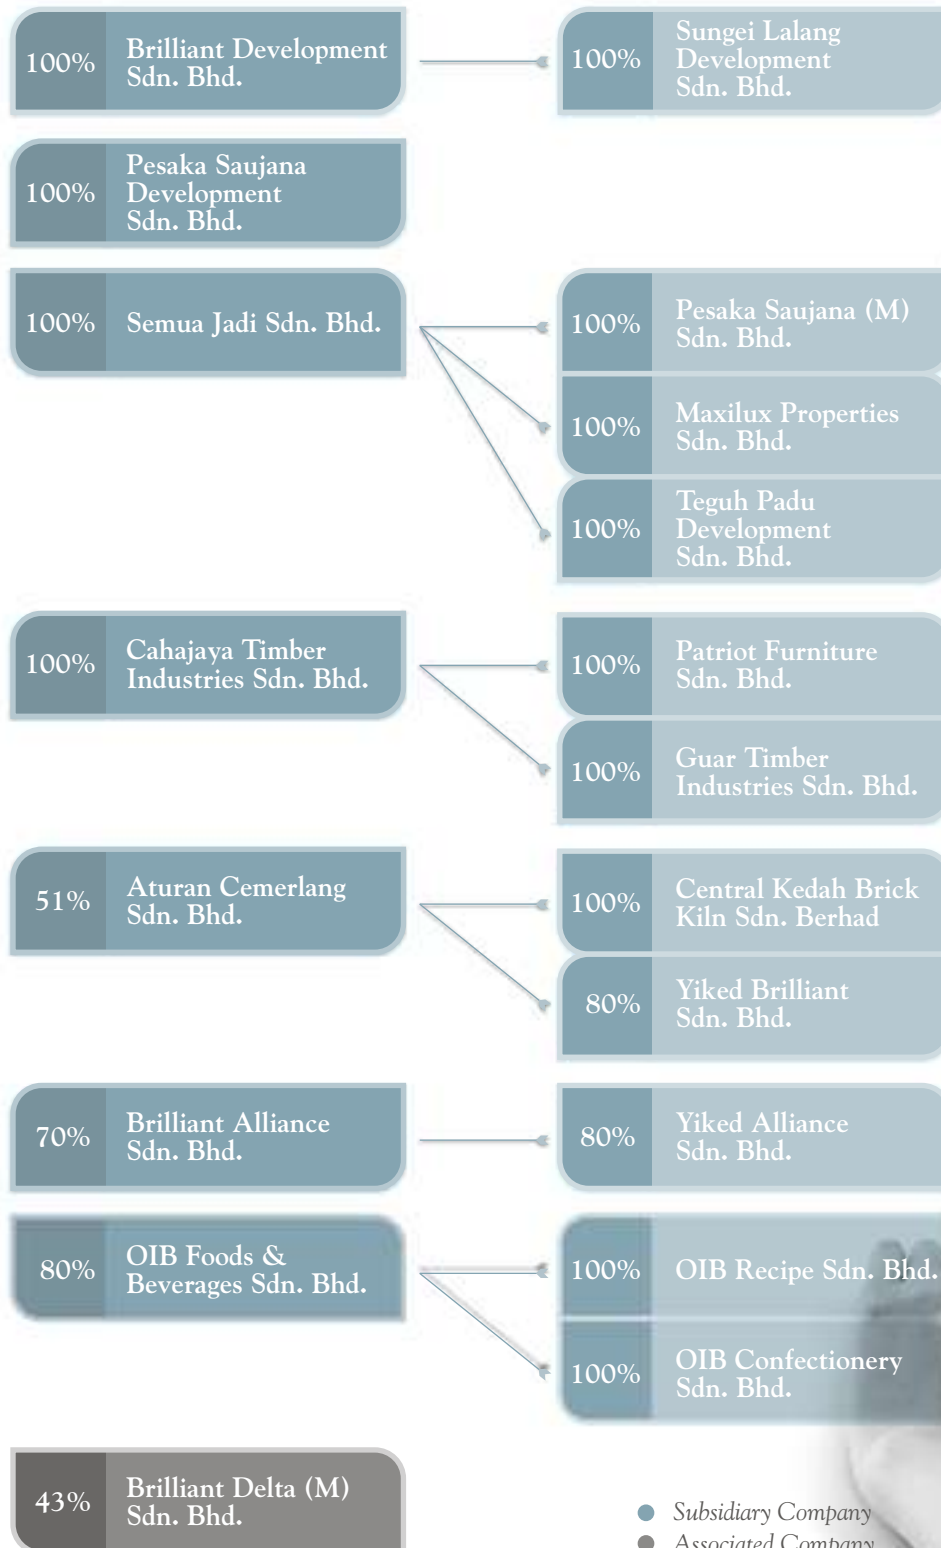 100%
Brilliant Development
Sdn. Bhd.
100%
Sungei Lalang
Development
Sdn. Bhd.
100%
Pesaka Saujana
Development
Sdn. Bhd.
100%
Semua Jadi Sdn. Bhd.
100%
Pesaka Saujana (M)
Sdn. Bhd.
100%
Maxilux Properties
Sdn. Bhd.
100%
Teguh Padu
Development
Sdn. Bhd.
100%
Cahajaya Timber
Industries Sdn. Bhd.
100%
Patriot Furniture
Sdn. Bhd.
100%
Guar Timber
Industries Sdn. Bhd.
51%
Aturan Cemerlang
Sdn. Bhd.
100%
Central Kedah Brick
Kiln Sdn. Berhad
80%
Yiked Brilliant
Sdn. Bhd.
70%
Brilliant Alliance
Sdn. Bhd.
80%
Yiked Alliance
Sdn. Bhd.
80%
OIB Foods &
Beverages Sdn. Bhd.
100%
OIB Recipe Sdn. Bhd.
100%
OIB Confectionery
Sdn. Bhd.
43%
Brilliant Delta (M)
Sdn. Bhd.
Subsidiary Company
Associated Company